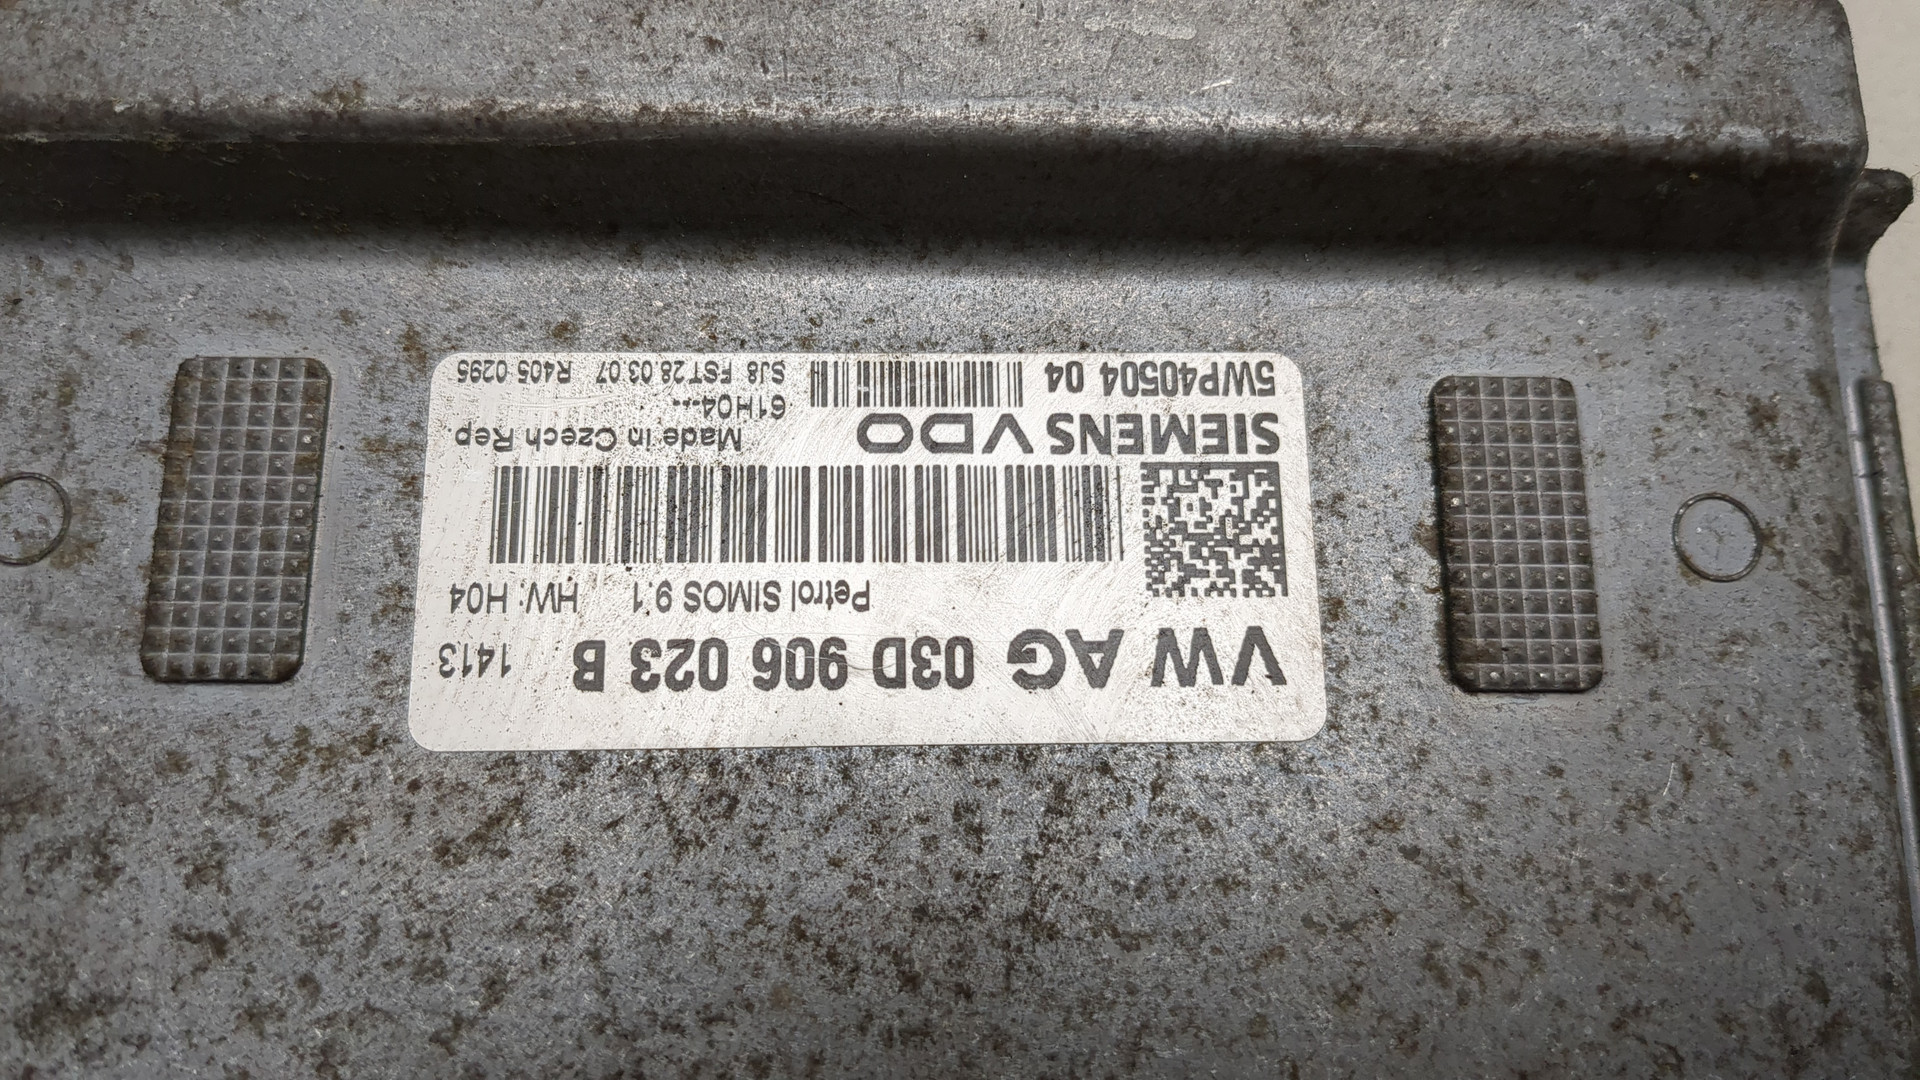 VW AG 03D 906 023 B 1413
Petrol SIMOS 9.1 HW: H04
SIEMENS VDO Made in Czech Rep
61H04---
5WP40504 04 SJ8 FST 28 03 07 R405 0295